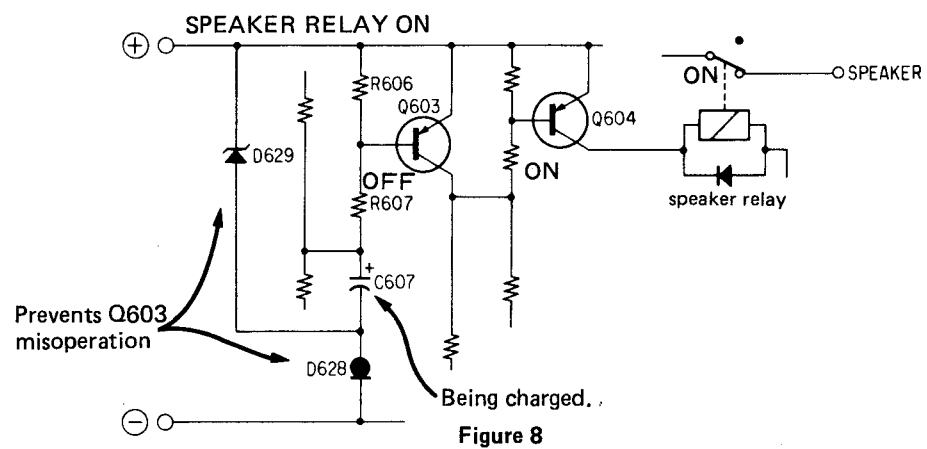 SPEAKER RELAY ON
+
R606
Q603
Q604
ON
SPEAKER
D629
OFF
ON
R607
speaker relay
+
C607
Prevents Q603
misoperation
D628
Being charged.
−
Figure 8